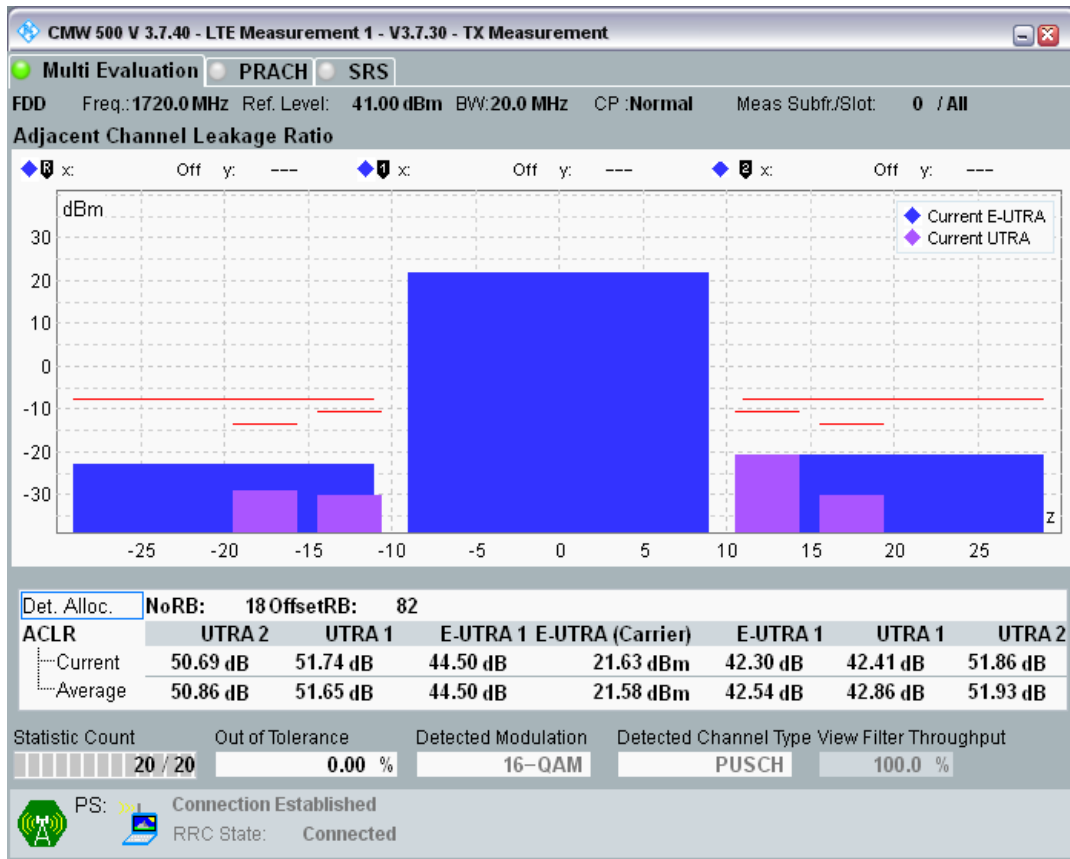 CMW 500 V 3.7.40 - LTE Measurement 1 - V3.7.30 - TX Measurement
Multi Evaluation PRACH SRS
FDD Freq.:1720.0 MHz Ref. Level: 41.00 dBm BW:20.0 MHz CP :Normal Meas Subfr./Slot: 0 / All
Adjacent Channel Leakage Ratio
R x: Off y: --- 1 x: Off y: --- 2 x: Off y: ---
dBm
Current E-UTRA
Current UTRA
30
20
10
0
-10
-20
-30
z
-25 -20 -15 -10 -5 0 5 10 15 20 25
Det. Alloc. NoRB: 18 OffsetRB: 82
ACLR UTRA 2 UTRA 1 E-UTRA 1 E-UTRA (Carrier) E-UTRA 1 UTRA 1 UTRA 2
Current 50.69 dB 51.74 dB 44.50 dB 21.63 dBm 42.30 dB 42.41 dB 51.86 dB
Average 50.86 dB 51.65 dB 44.50 dB 21.58 dBm 42.54 dB 42.86 dB 51.93 dB
Statistic Count Out of Tolerance Detected Modulation Detected Channel Type View Filter Throughput
20 / 20 0.00 % 16-QAM PUSCH 100.0 %
PS: Connection Established
RRC State: Connected